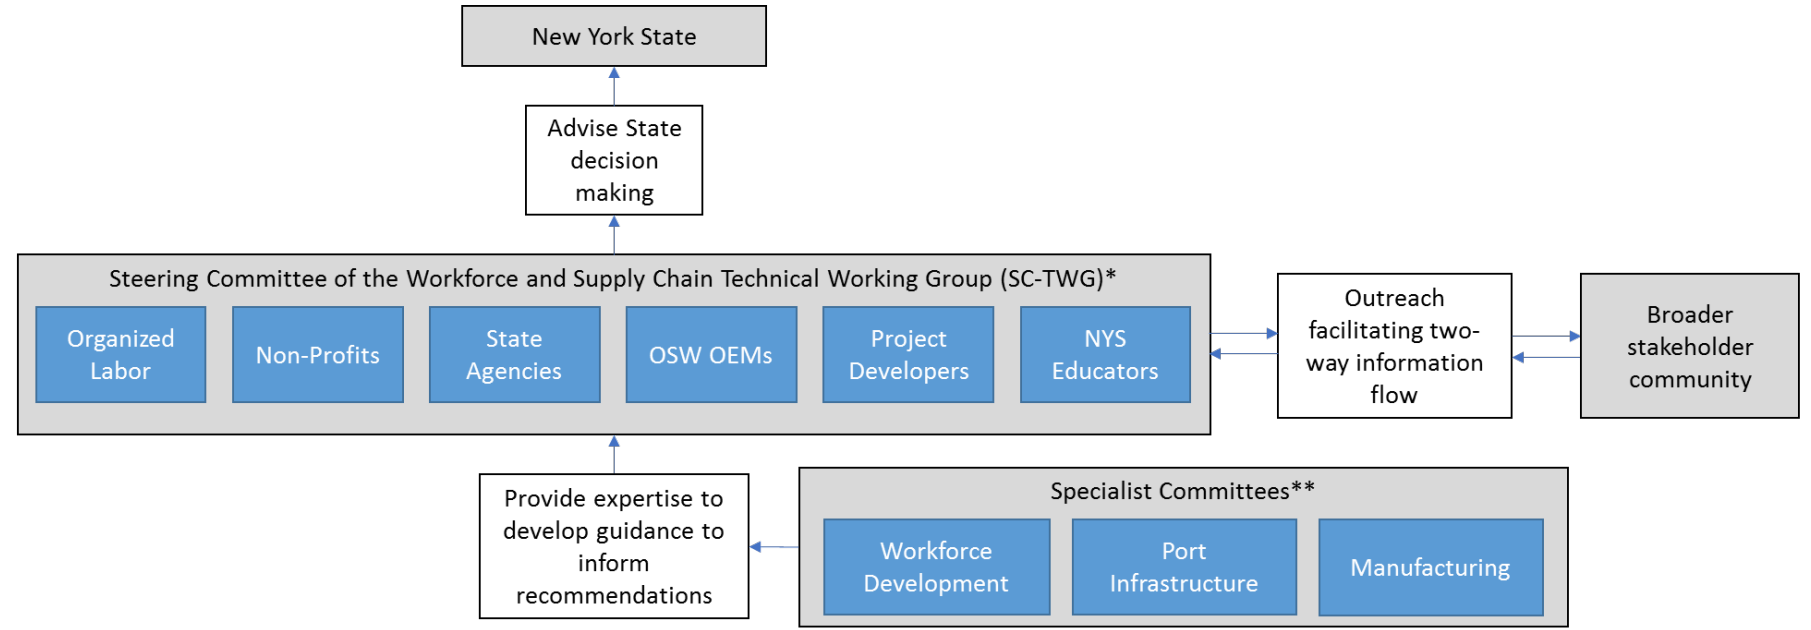 New York State
Advise State
decision
making
Steering Committee of the Workforce and Supply Chain Technical Working Group (SC-TWG)*
Organized
Labor
Non-Profits
State
Agencies
OSW OEMs
Project
Developers
NYS
Educators
Outreach
facilitating two-
way information
flow
Broader
stakeholder
community
Provide expertise to
develop guidance to
inform
recommendations
Specialist Committees**
Workforce
Development
Port
Infrastructure
Manufacturing